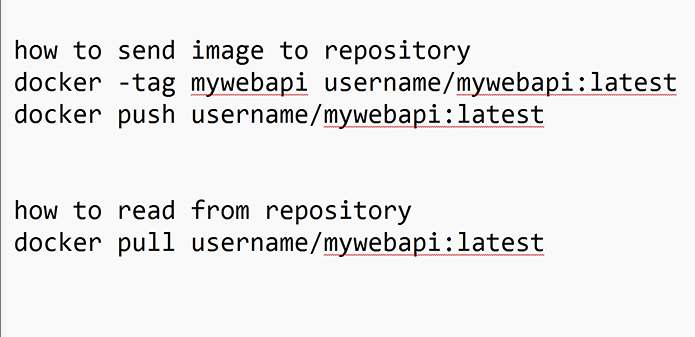 how to send image to repository
docker -tag mywebapi username/mywebapi:latest
docker push username/mywebapi:latest
how to read from repository
docker pull username/mywebapi:latest